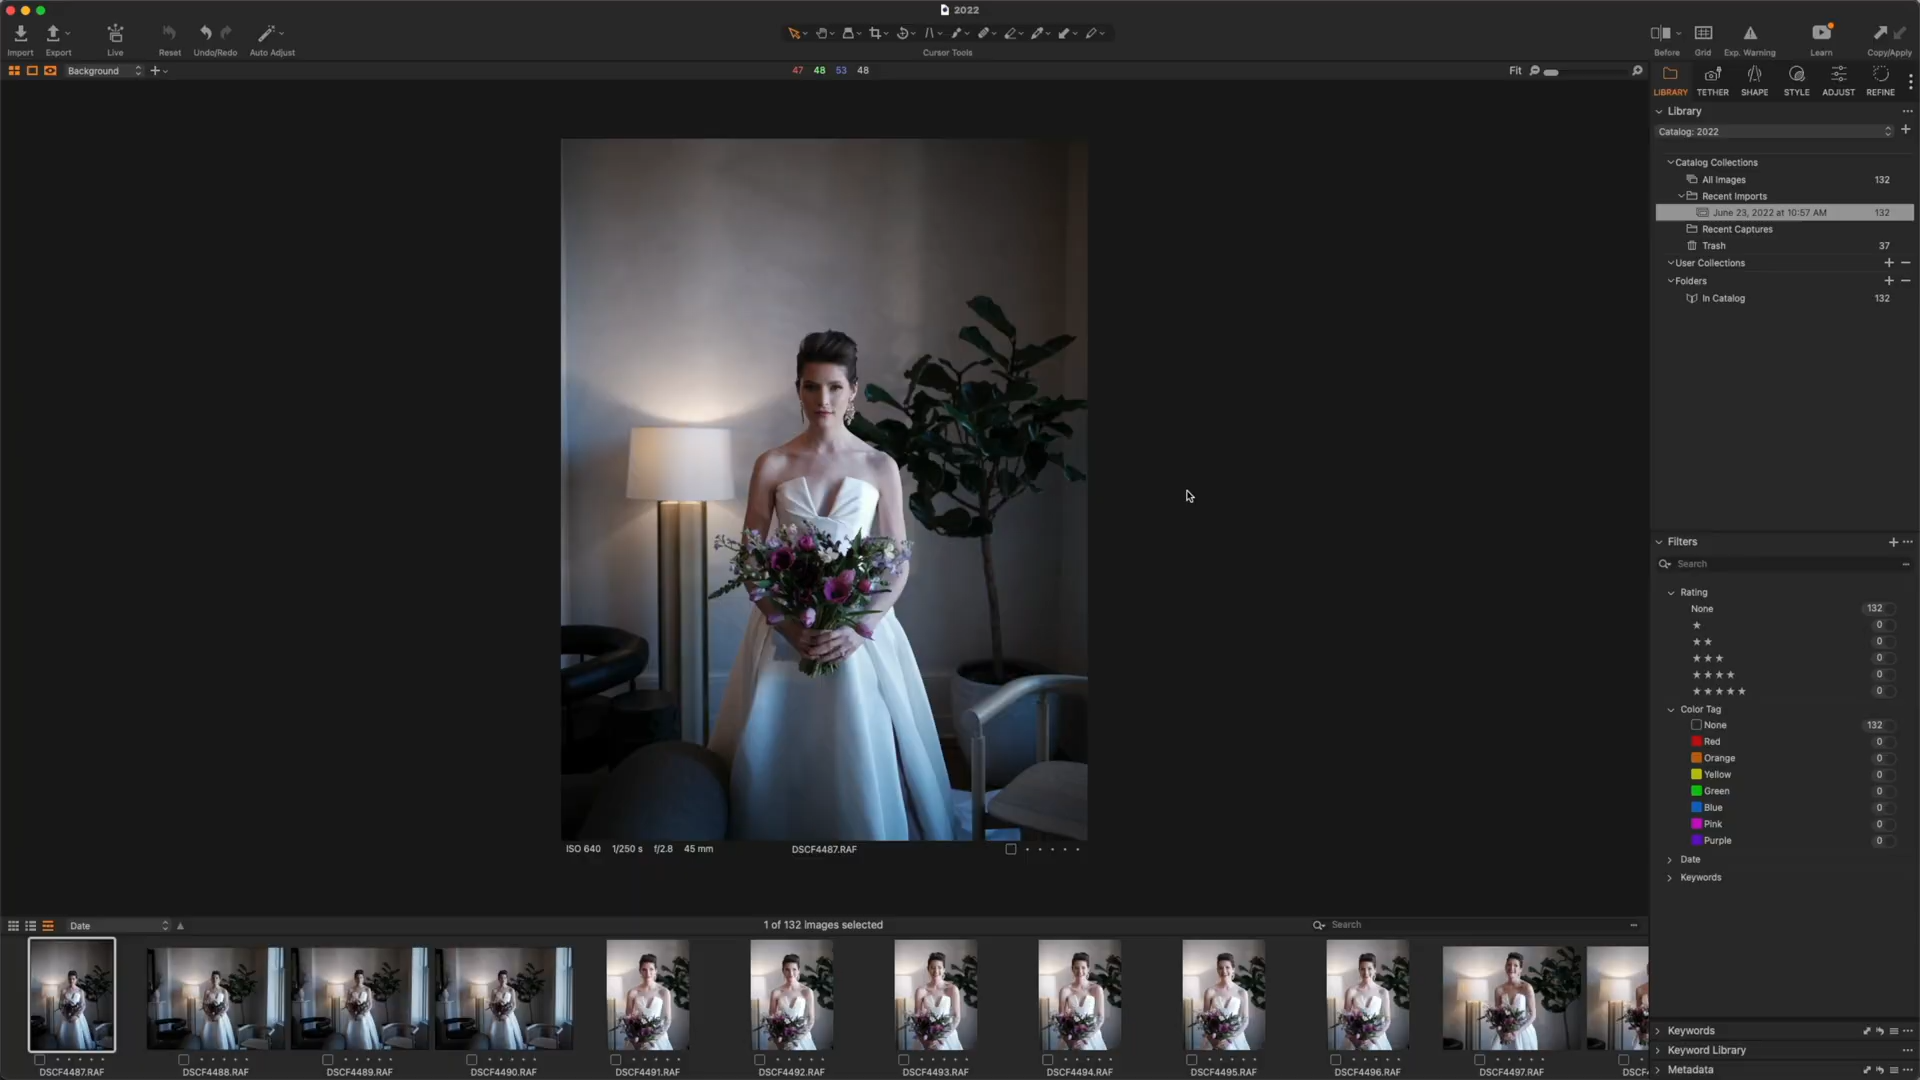 2022
Import
Export
Live
Reset
Undo/Redo
Auto Adjust
Cursor Tools
Before
Grid
Exp. Warning
Learn
Copy/Apply
Background
47 48 53 48
Fit
LIBRARY
TETHER
SHAPE
STYLE
ADJUST
REFINE
Library
Catalog: 2022
Catalog Collections
All Images 132
Recent Imports
June 23, 2022 at 10:57 AM 132
Recent Captures
Trash 37
User Collections
Folders
In Catalog 132
Filters
Search
Rating
None 132
0
0
0
0
0
Color Tag
None 132
Red 0
Orange 0
Yellow 0
Green 0
Blue 0
Pink 0
Purple 0
Date
Keywords
ISO 640 1/250 s f/2.8 45 mm
DSCF4487.RAF
Date
1 of 132 images selected
Search
DSCF4487.RAF
DSCF4488.RAF
DSCF4489.RAF
DSCF4490.RAF
DSCF4491.RAF
DSCF4492.RAF
DSCF4493.RAF
DSCF4494.RAF
DSCF4495.RAF
DSCF4496.RAF
DSCF4497.RAF
Keywords
Keyword Library
Metadata